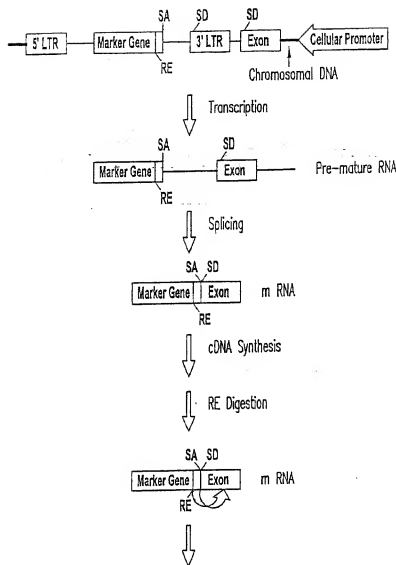 SA SD SD
5' LTR Marker Gene 3' LTR Exon Cellular Promoter
RE
Chromosomal DNA
Transcription
SA SD
Marker Gene Exon Pre-mature RNA
RE
Splicing
SA SD
Marker Gene Exon m RNA
RE
cDNA Synthesis
RE Digestion
SA SD
Marker Gene Exon m RNA
RE